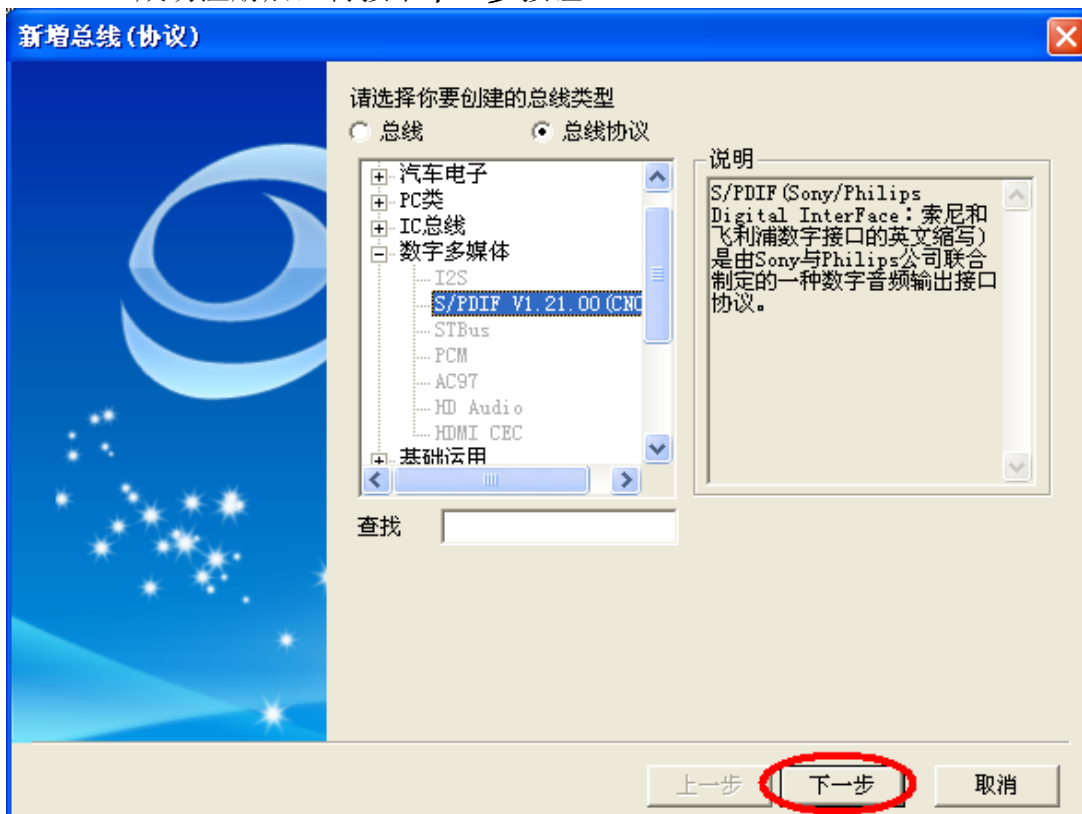 新增总线(协议)
请选择你要创建的总线类型
总线
总线协议
汽车电子
PC类
IC总线
数字多媒体
I2S
S/PDIF V1.21.00(CNC
STBus
PCM
AC97
HD Audio
HDMI CEC
基础运用
说明
S/PDIF(Sony/Philips
Digital InterFace：索尼和
飞利浦数字接口的英文缩写)
是由Sony与Philips公司联合
制定的一种数字音频输出接口
协议。
查找
上一步
下一步
取消